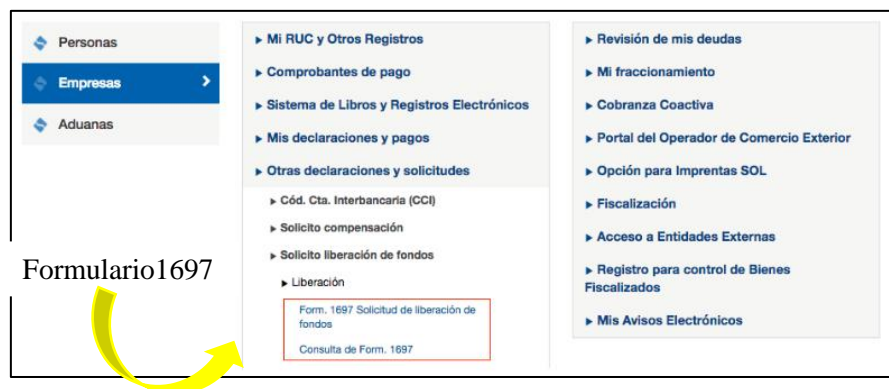 Personas
Empresas
Aduanas
Formulario1697
Mi RUC y Otros Registros
Comprobantes de pago
Sistema de Libros y Registros Electrónicos
Mis declaraciones y pagos
Otras declaraciones y solicitudes
Cód. Cta. Interbancaria (CCI)
Solicito compensación
Solicito liberación de fondos
Liberación
Form. 1697 Solicitud de liberación de
fondos
Consulta de Form. 1697
Revisión de mis deudas
Mi fraccionamiento
Cobranza Coactiva
Portal del Operador de Comercio Exterior
Opción para Imprentas SOL
Fiscalización
Acceso a Entidades Externas
Registro para control de Bienes
Fiscalizados
Mis Avisos Electrónicos